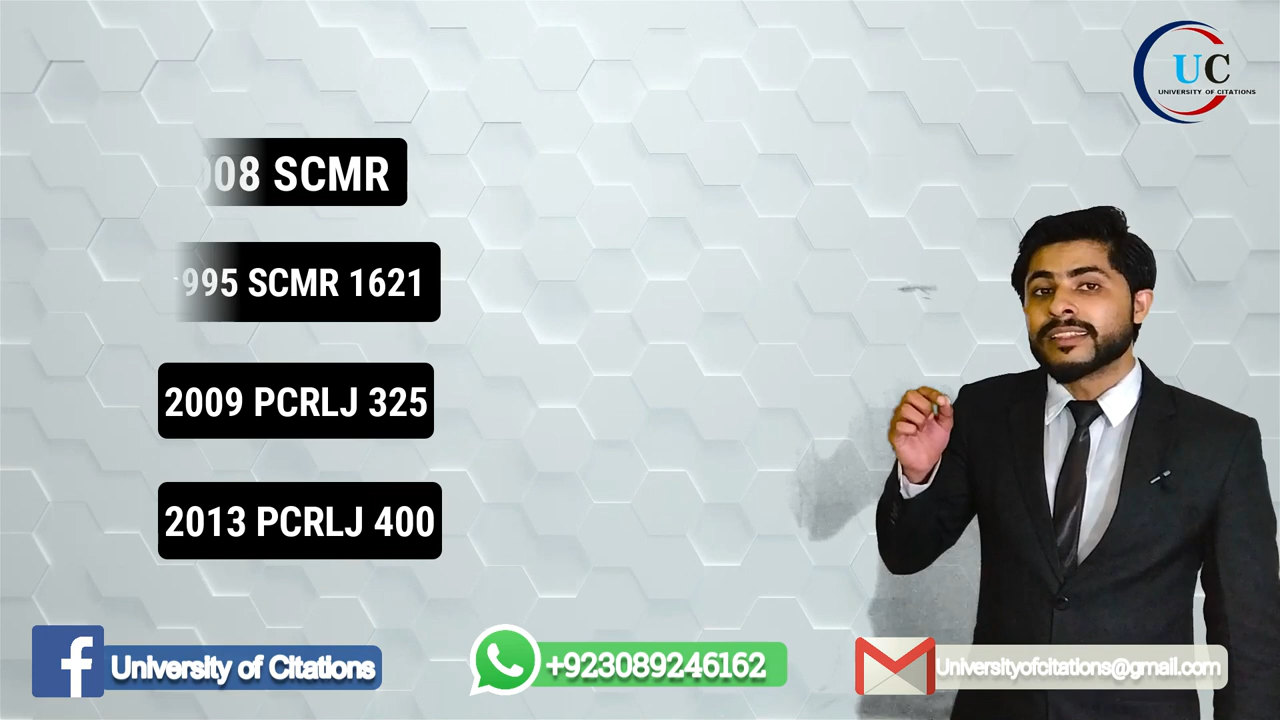 UC
UNIVERSITY OF CITATIONS
08 SCMR
995 SCMR 1621
2009 PCRLJ 325
2013 PCRLJ 400
University of Citations
+923089246162
Universityofcitations@gmail.com